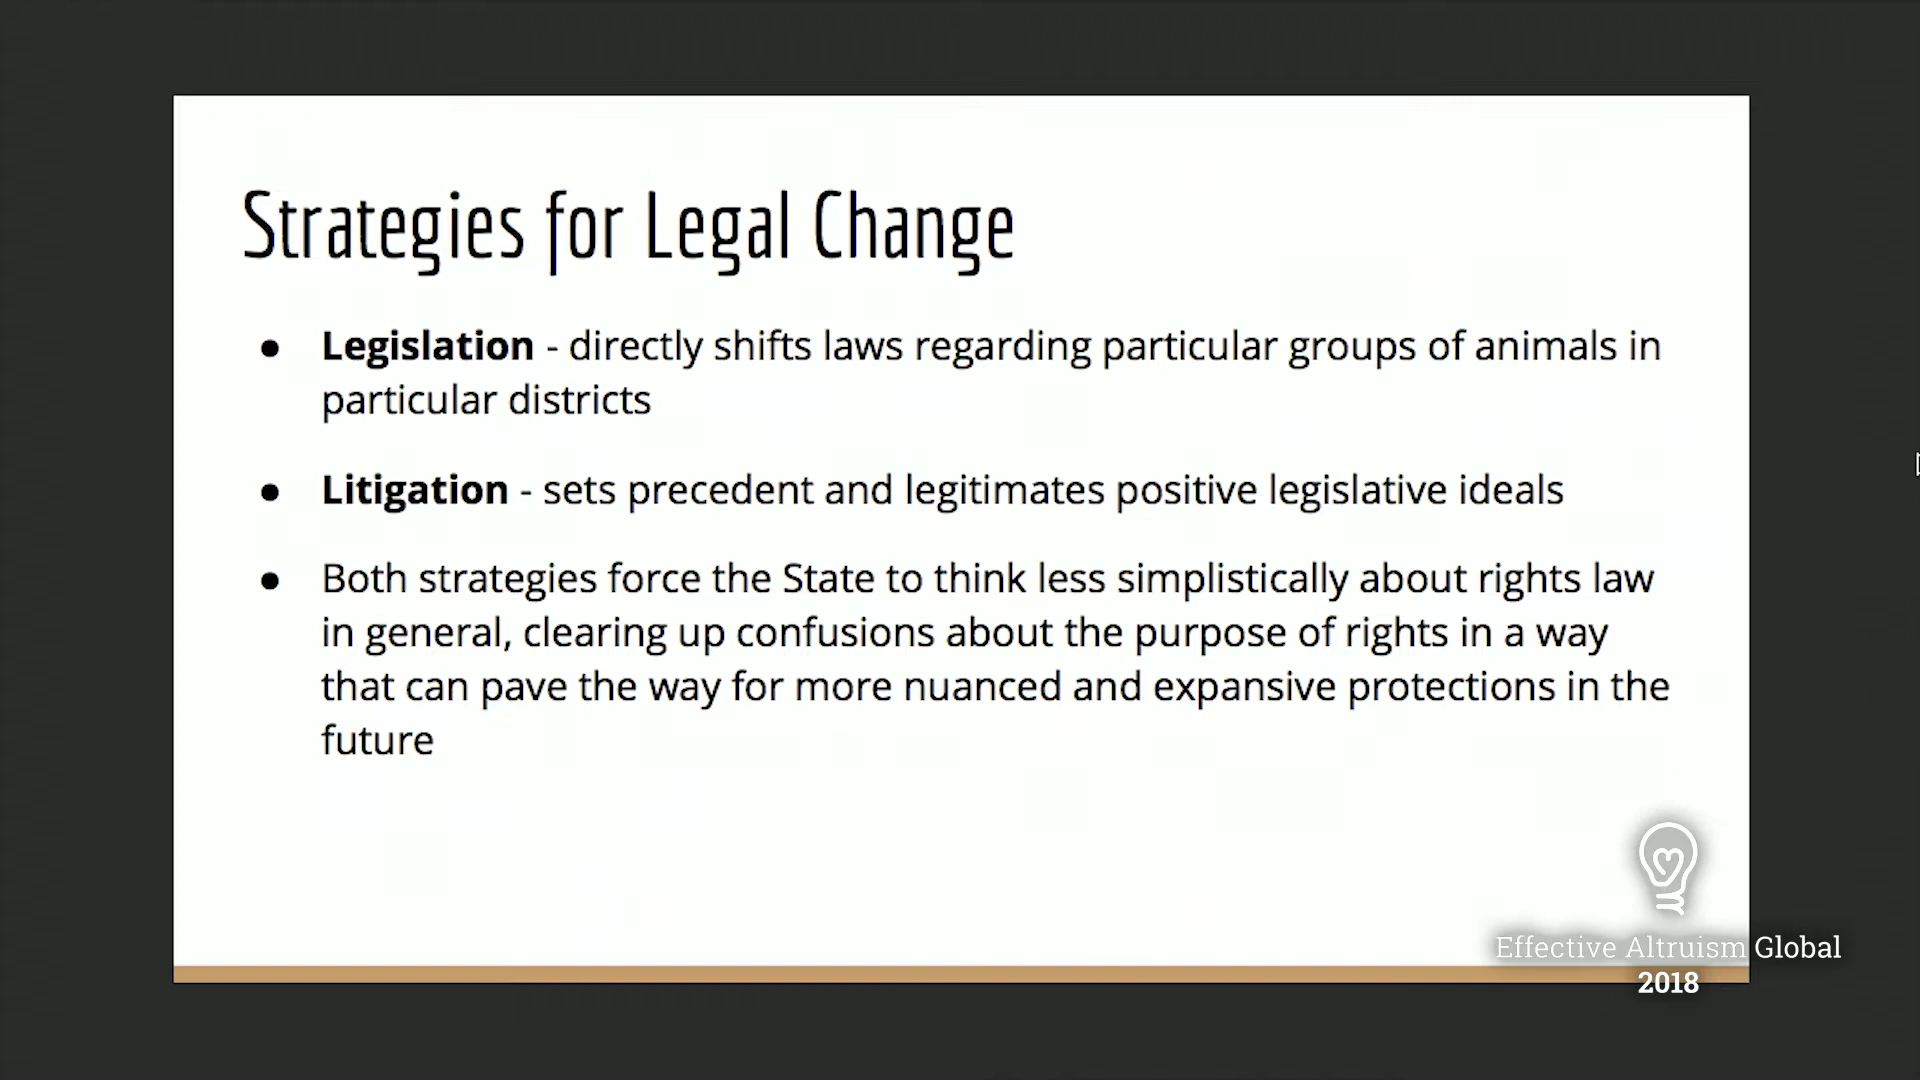 Strategies for Legal Change
● Legislation - directly shifts laws regarding particular groups of animals in
particular districts
● Litigation - sets precedent and legitimates positive legislative ideals
● Both strategies force the State to think less simplistically about rights law
in general, clearing up confusions about the purpose of rights in a way
that can pave the way for more nuanced and expansive protections in the
future
Effective Altruism Global
2018